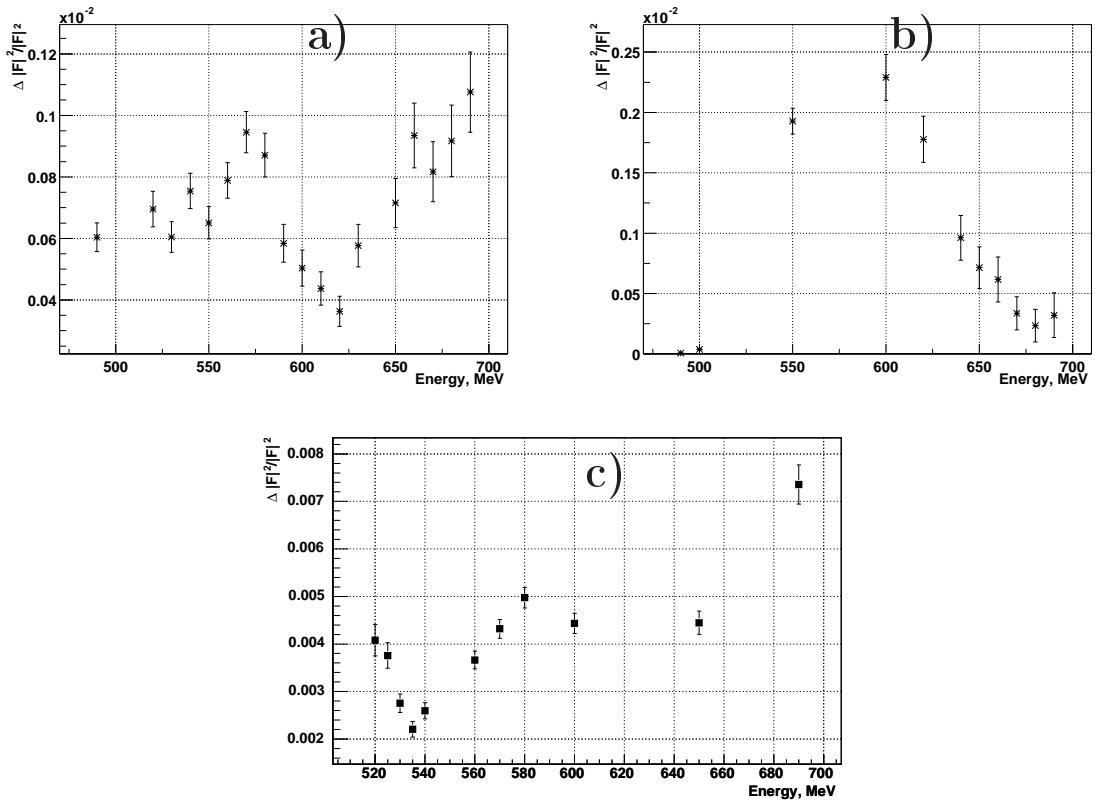 x10⁻²
a)
Δ |F|²/|F|²
0.12
0.1
0.08
0.06
0.04
500 550 600 650 700
Energy, MeV
x10⁻²
b)
Δ |F|²/|F|²
0.25
0.2
0.15
0.1
0.05
0
500 550 600 650 700
Energy, MeV
c)
Δ |F|²/|F|²
0.008
0.007
0.006
0.005
0.004
0.003
0.002
520 540 560 580 600 620 640 660 680 700
Energy, MeV